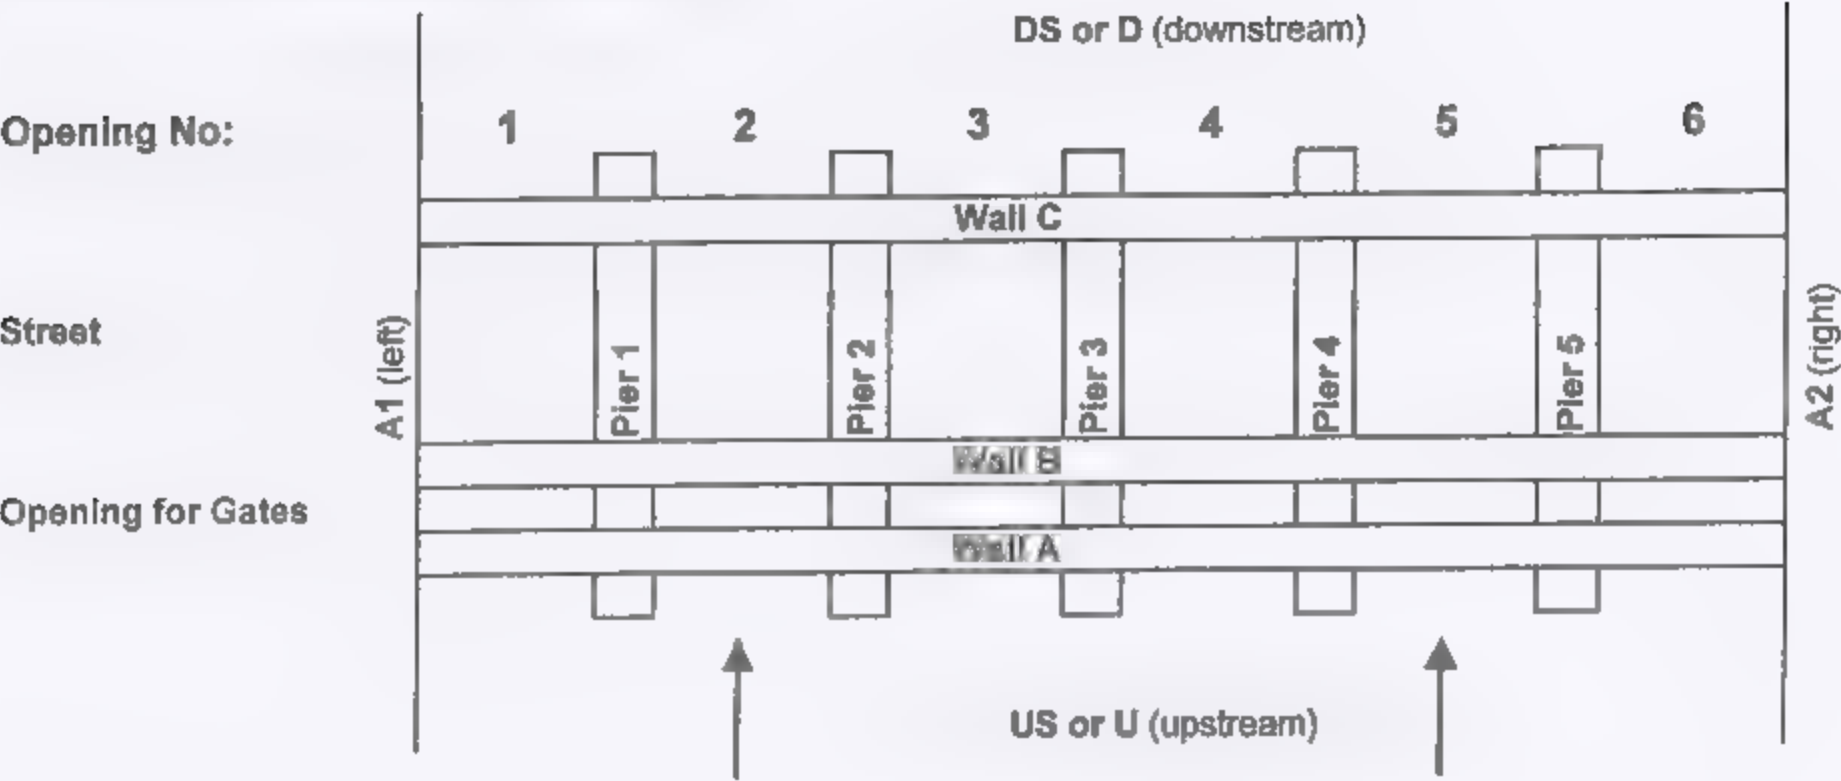 DS or D (downstream)
Opening No:
1 2 3 4 5 6
Wall C
Street
A1 (left)
Pier 1
Pier 2
Pier 3
Pier 4
Pier 5
A2 (right)
Wall B
Opening for Gates
Wall A
US or U (upstream)